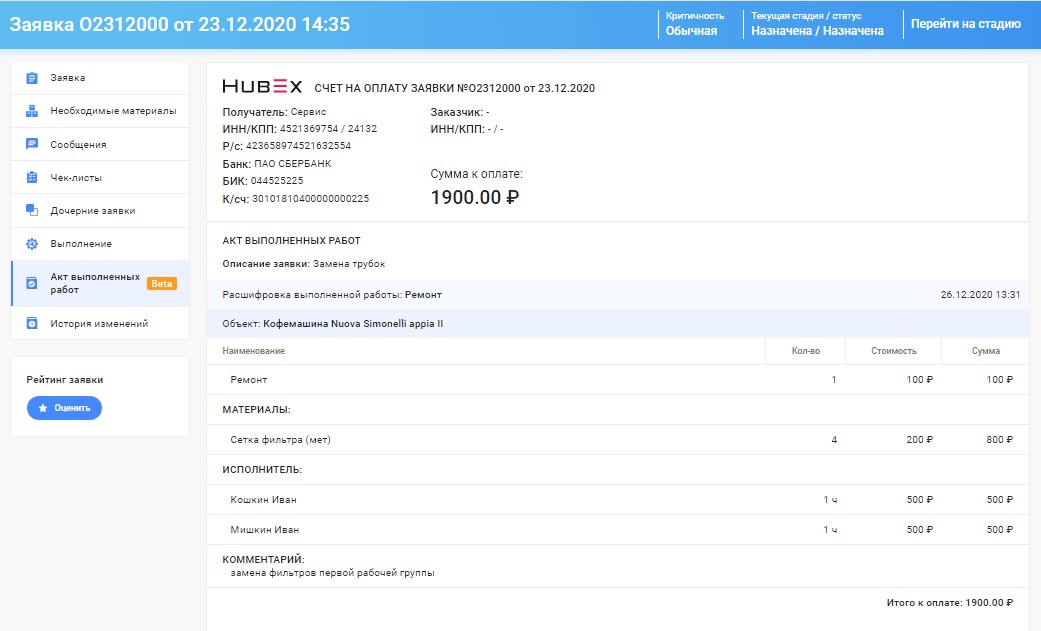 Заявка О2312000 от 23.12.2020 14:35
Критичность
Обычная
Текущая стадия / статус
Назначена / Назначена
Перейти на стадию
Заявка
Необходимые материалы
Сообщения
Чек-листы
Дочерние заявки
Выполнение
Акт выполненных
работ
Beta
История изменений
Рейтинг заявки
Оценить
HUBEX СЧЕТ НА ОПЛАТУ ЗАЯВКИ №О2312000 от 23.12.2020
Получатель: Сервис
ИНН/КПП: 4521369754 / 24132
Р/с: 423658974521632554
Банк: ПАО СБЕРБАНК
БИК: 044525225
К/сч: 30101810400000000225
Заказчик: -
ИНН/КПП: - / -
Сумма к оплате:
1900.00 ₽
АКТ ВЫПОЛНЕННЫХ РАБОТ
Описание заявки: Замена трубок
Расшифровка выполненной работы: Ремонт 26.12.2020 13:31
Объект: Кофемашина Nuova Simonelli appia II
Наименование Кол-во Стоимость Сумма
Ремонт 1 100 ₽ 100 ₽
МАТЕРИАЛЫ:
Сетка фильтра (мет) 4 200 ₽ 800 ₽
ИСПОЛНИТЕЛЬ:
Кошкин Иван 1 ч 500 ₽ 500 ₽
Мишкин Иван 1 ч 500 ₽ 500 ₽
КОММЕНТАРИЙ:
замена фильтров первой рабочей группы
Итого к оплате: 1900.00 ₽